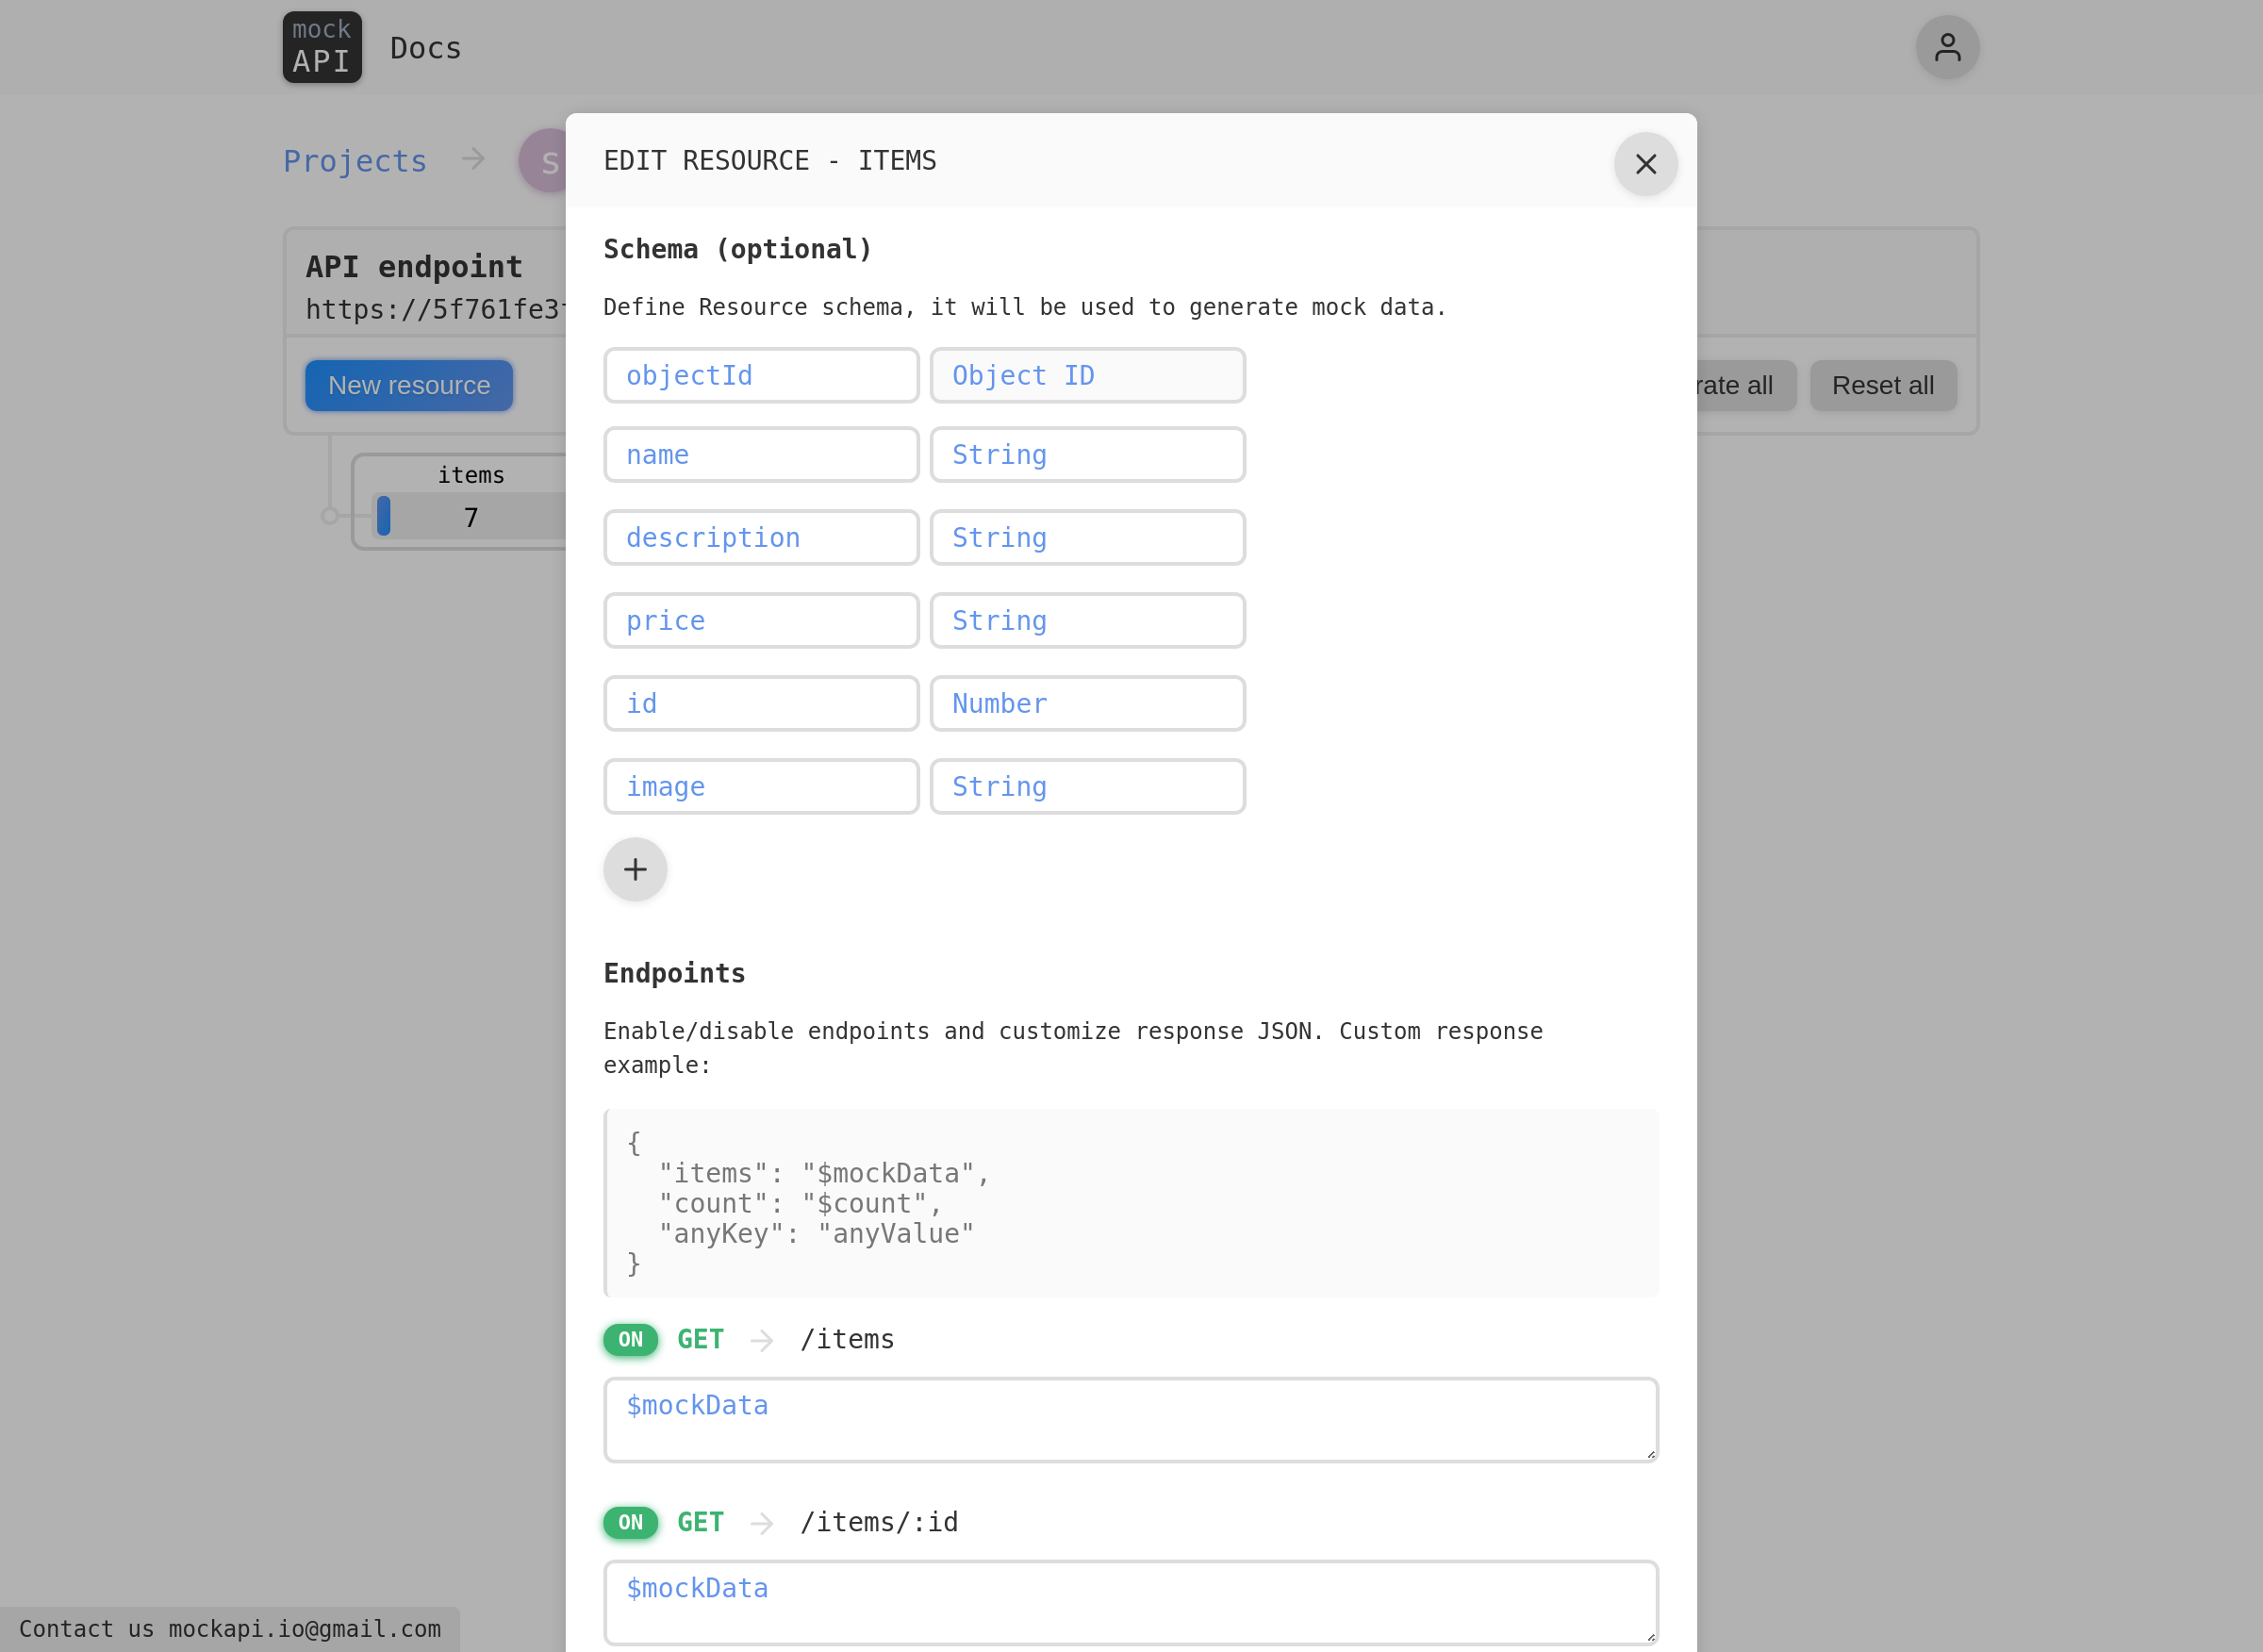 mock
API
Docs
Projects
S
EDIT RESOURCE - ITEMS
API endpoint
https://5f761fe3
New resource
rate all
Reset all
items
7
Schema (optional)
Define Resource schema, it will be used to generate mock data.
objectId Object ID
name String
description String
price String
id Number
image String
Endpoints
Enable/disable endpoints and customize response JSON. Custom response
example:
{
"items": "$mockData",
"count": "$count",
"anyKey": "anyValue"
}
ON GET /items
$mockData
ON GET /items/:id
$mockData
Contact us mockapi.io@gmail.com